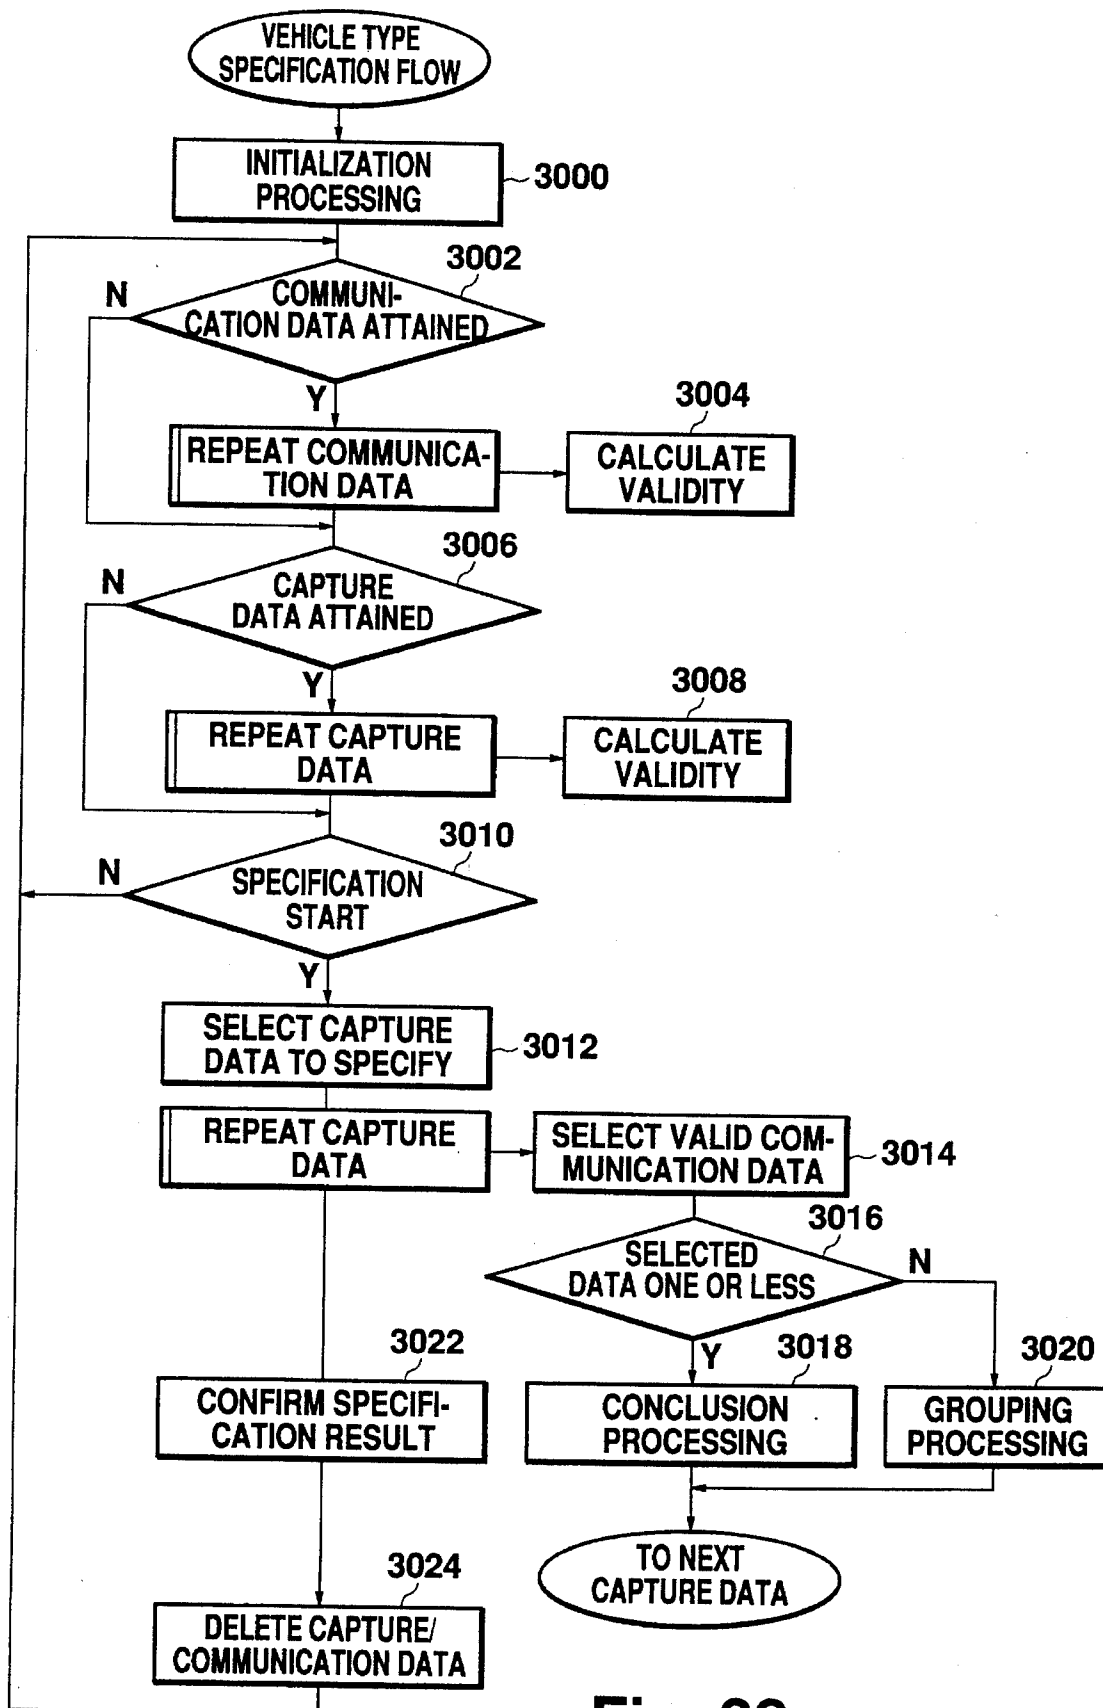 VEHICLE TYPE
SPECIFICATION FLOW
INITIALIZATION
PROCESSING
3000
3002
N
COMMUNI-
CATION DATA ATTAINED
Y
3004
REPEAT COMMUNICA-
TION DATA
CALCULATE
VALIDITY
3006
N
CAPTURE
DATA ATTAINED
Y
3008
REPEAT CAPTURE
DATA
CALCULATE
VALIDITY
3010
N
SPECIFICATION
START
Y
SELECT CAPTURE
DATA TO SPECIFY
3012
REPEAT CAPTURE
DATA
SELECT VALID COM-
MUNICATION DATA
3014
3016
SELECTED
DATA ONE OR LESS
N
Y
3018
3020
3022
CONFIRM SPECIFI-
CATION RESULT
CONCLUSION
PROCESSING
GROUPING
PROCESSING
TO NEXT
CAPTURE DATA
3024
DELETE CAPTURE/
COMMUNICATION DATA